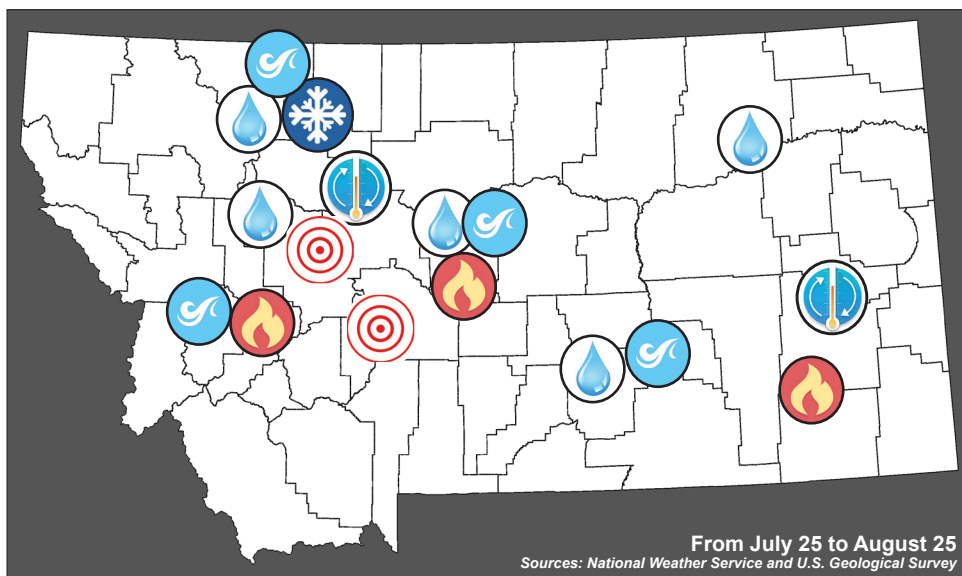 From July 25 to August 25
Sources: National Weather Service and U.S. Geological Survey